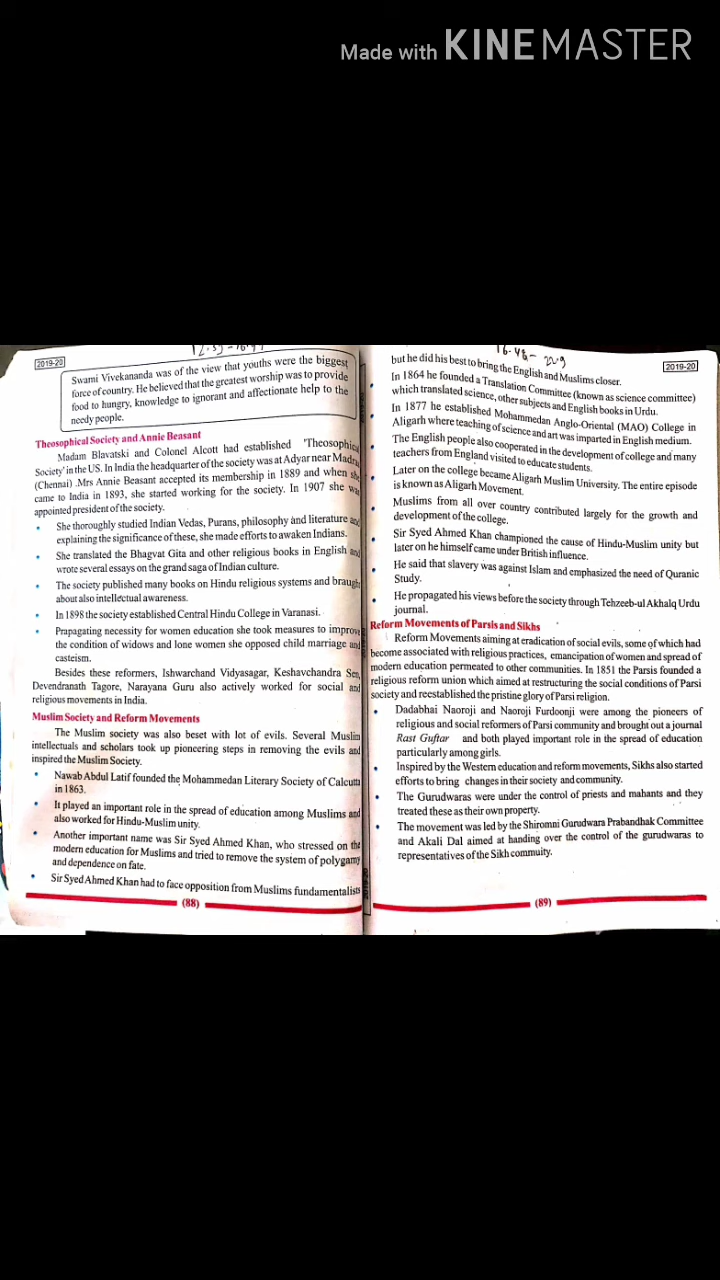 Made with KINEMASTER
2019-20
Swami Vivekananda was of the view that youths were the biggest
force of country. He believed that the greatest worship was to provide
food to hungry, knowledge to ignorant and affectionate help to the
needy people.
Theosophical Society and Annie Beasant
Madam Blavatski and Colonel Alcott had established 'Theosophical
Society' in the US. In India the headquarter of the society was at Adyar near Madras
(Chennai) .Mrs Annie Beasant accepted its membership in 1889 and when she
came to India in 1893, she started working for the society. In 1907 she was
appointed president of the society.
• She thoroughly studied Indian Vedas, Purans, philosophy and literature and
explaining the significance of these, she made efforts to awaken Indians.
• She translated the Bhagvat Gita and other religious books in English and
wrote several essays on the grand saga of Indian culture.
• The society published many books on Hindu religious systems and braught
about also intellectual awareness.
• In 1898 the society established Central Hindu College in Varanasi.
• Prapagating necessity for women education she took measures to improve
the condition of widows and lone women she opposed child marriage and
casteism.
Besides these reformers, Ishwarchand Vidyasagar, Keshavchandra Sen,
Devendranath Tagore, Narayana Guru also actively worked for social and
religious movements in India.
Muslim Society and Reform Movements
The Muslim society was also beset with lot of evils. Several Muslim
intellectuals and scholars took up pioneering steps in removing the evils and
inspired the Muslim Society.
• Nawab Abdul Latif founded the Mohammedan Literary Society of Calcutta
in 1863.
• It played an important role in the spread of education among Muslims and
also worked for Hindu-Muslim unity.
• Another important name was Sir Syed Ahmed Khan, who stressed on the
modern education for Muslims and tried to remove the system of polygamy
and dependence on fate.
• Sir Syed Ahmed Khan had to face opposition from Muslims fundamentalists
(88)
2019-20
but he did his best to bring the English and Muslims closer.
• In 1864 he founded a Translation Committee (known as science committee)
which translated science, other subjects and English books in Urdu.
• In 1877 he established Mohammedan Anglo-Oriental (MAO) College in
Aligarh where teaching of science and art was imparted in English medium.
• The English people also cooperated in the development of college and many
teachers from England visited to educate students.
• Later on the college became Aligarh Muslim University. The entire episode
is known as Aligarh Movement.
• Muslims from all over country contributed largely for the growth and
development of the college.
• Sir Syed Ahmed Khan championed the cause of Hindu-Muslim unity but
later on he himself came under British influence.
• He said that slavery was against Islam and emphasized the need of Quranic
Study.
• He propagated his views before the society through Tehzeeb-ul Akhalq Urdu
journal.
Reform Movements of Parsis and Sikhs
Reform Movements aiming at eradication of social evils, some of which had
become associated with religious practices, emancipation of women and spread of
modern education permeated to other communities. In 1851 the Parsis founded a
religious reform union which aimed at restructuring the social conditions of Parsi
society and reestablished the pristine glory of Parsi religion.
• Dadabhai Naoroji and Naoroji Furdoonji were among the pioneers of
religious and social reformers of Parsi community and brought out a journal
Rast Guftar and both played important role in the spread of education
particularly among girls.
• Inspired by the Western education and reform movements, Sikhs also started
efforts to bring changes in their society and community.
• The Gurudwaras were under the control of priests and mahants and they
treated these as their own property.
• The movement was led by the Shiromni Gurudwara Prabandhak Committee
and Akali Dal aimed at handing over the control of the gurudwaras to
representatives of the Sikh commuity.
(89)